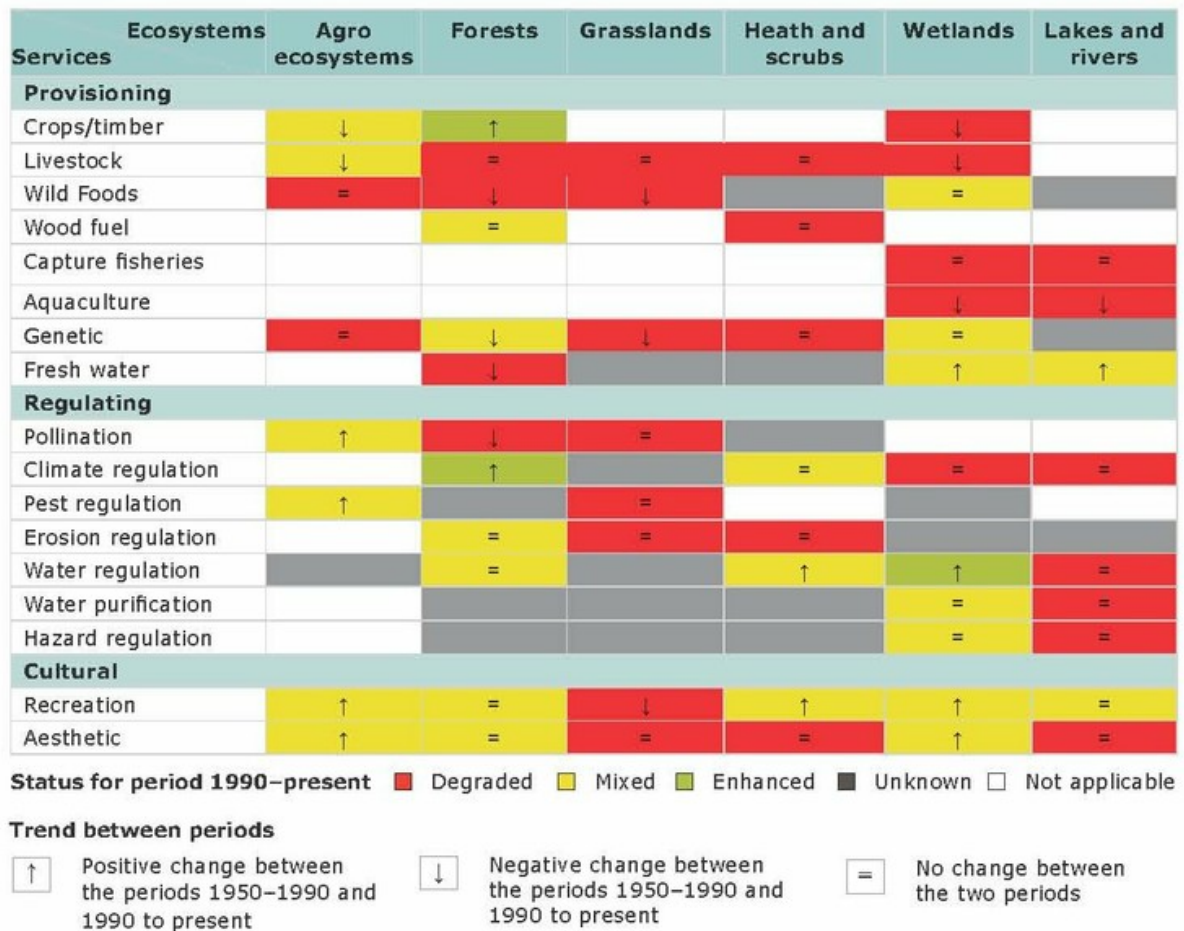 Ecosystems Agro Forests Grasslands Heath and Wetlands Lakes and
Services ecosystems scrubs rivers
Provisioning
Crops/timber ↓ ↑ ↓
Livestock ↓ = = = ↓
Wild Foods = ↓ ↓ =
Wood fuel = =
Capture fisheries = =
Aquaculture ↓ ↓
Genetic = ↓ ↓ = =
Fresh water ↓ ↑ ↑
Regulating
Pollination ↑ ↓ =
Climate regulation ↑ = = =
Pest regulation ↑ =
Erosion regulation = = =
Water regulation = ↑ ↑ =
Water purification = =
Hazard regulation = =
Cultural
Recreation ↑ = ↓ ↑ ↑ =
Aesthetic ↑ = = = ↑ =
Status for period 1990–present Degraded Mixed Enhanced Unknown Not applicable
Trend between periods
↑ Positive change between
the periods 1950–1990 and
1990 to present
↓ Negative change between
the periods 1950–1990 and
1990 to present
= No change between
the two periods